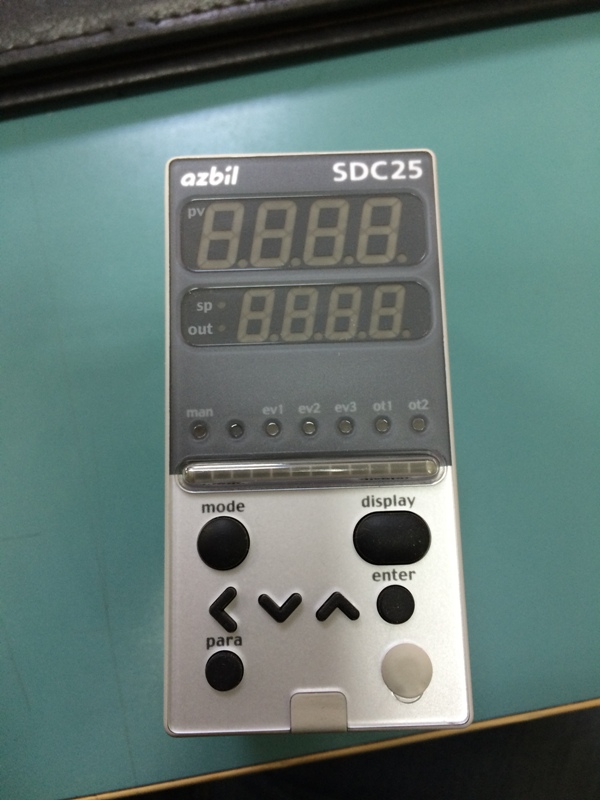 azbil SDC25
pv
sp
out
man ev1 ev2 ev3 ot1 ot2
mode display
enter
para